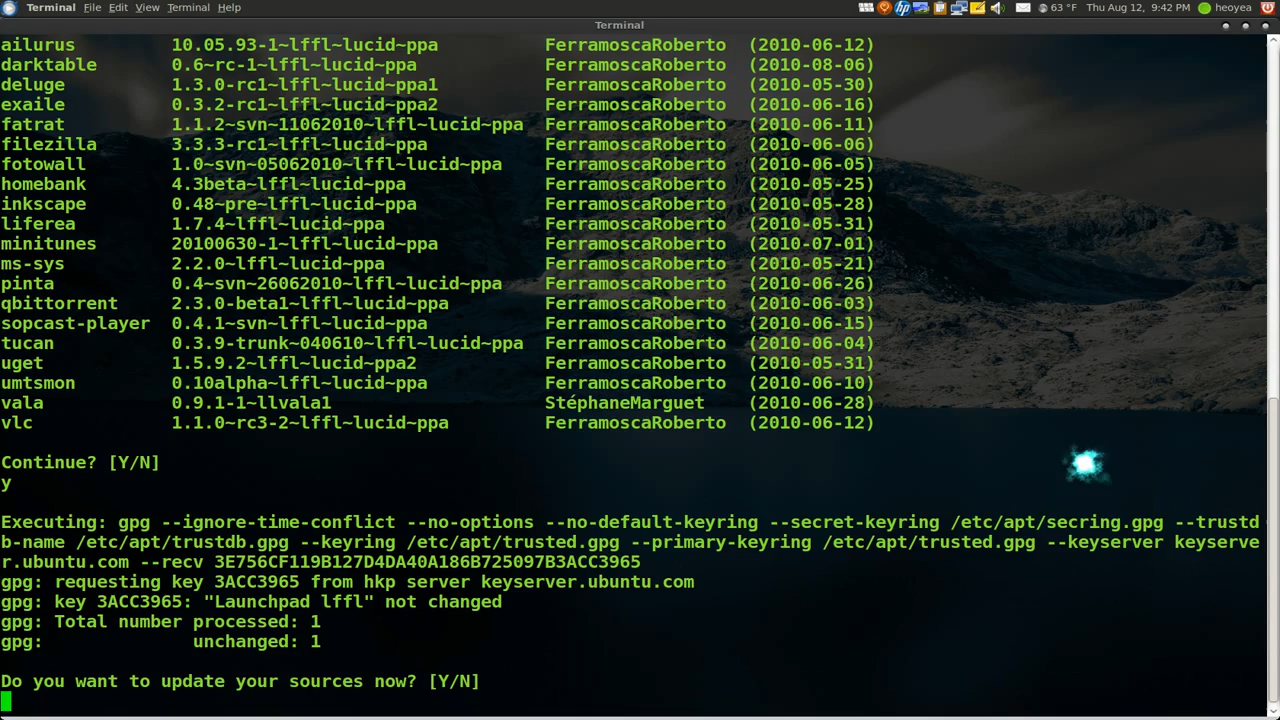 Terminal File Edit View Terminal Help 63 °F Thu Aug 12, 9:42 PM heoyea
Terminal
ailurus 10.05.93-1~lffl~lucid~ppa FerramoscaRoberto (2010-06-12)
darktable 0.6~rc-1~lffl~lucid~ppa FerramoscaRoberto (2010-08-06)
deluge 1.3.0-rc1~lffl~lucid~ppa1 FerramoscaRoberto (2010-05-30)
exaile 0.3.2-rc1~lffl~lucid~ppa2 FerramoscaRoberto (2010-06-16)
fatrat 1.1.2~svn~11062010~lffl~lucid~ppa FerramoscaRoberto (2010-06-11)
filezilla 3.3.3-rc1~lffl~lucid~ppa FerramoscaRoberto (2010-06-06)
fotowall 1.0~svn~05062010~lffl~lucid~ppa FerramoscaRoberto (2010-06-05)
homebank 4.3beta~lffl~lucid~ppa FerramoscaRoberto (2010-05-25)
inkscape 0.48~pre~lffl~lucid~ppa FerramoscaRoberto (2010-05-28)
liferea 1.7.4~lffl~lucid~ppa FerramoscaRoberto (2010-05-31)
minitunes 20100630-1~lffl~lucid~ppa FerramoscaRoberto (2010-07-01)
ms-sys 2.2.0~lffl~lucid~ppa FerramoscaRoberto (2010-05-21)
pinta 0.4~svn~26062010~lffl~lucid~ppa FerramoscaRoberto (2010-06-26)
qbittorrent 2.3.0-beta1~lffl~lucid~ppa FerramoscaRoberto (2010-06-03)
sopcast-player 0.4.1~svn~lffl~lucid~ppa FerramoscaRoberto (2010-06-15)
tucan 0.3.9-trunk~040610~lffl~lucid~ppa FerramoscaRoberto (2010-06-04)
uget 1.5.9.2~lffl~lucid~ppa2 FerramoscaRoberto (2010-05-31)
umtsmon 0.10alpha~lffl~lucid~ppa FerramoscaRoberto (2010-06-10)
vala 0.9.1-1~llvala1 StéphaneMarguet (2010-06-28)
vlc 1.1.0~rc3-2~lffl~lucid~ppa FerramoscaRoberto (2010-06-12)
Continue? [Y/N]
y
Executing: gpg --ignore-time-conflict --no-options --no-default-keyring --secret-keyring /etc/apt/secring.gpg --trustd
b-name /etc/apt/trustdb.gpg --keyring /etc/apt/trusted.gpg --primary-keyring /etc/apt/trusted.gpg --keyserver keyserve
r.ubuntu.com --recv 3E756CF119B127D4DA40A186B725097B3ACC3965
gpg: requesting key 3ACC3965 from hkp server keyserver.ubuntu.com
gpg: key 3ACC3965: "Launchpad lffl" not changed
gpg: Total number processed: 1
gpg: unchanged: 1
Do you want to update your sources now? [Y/N]